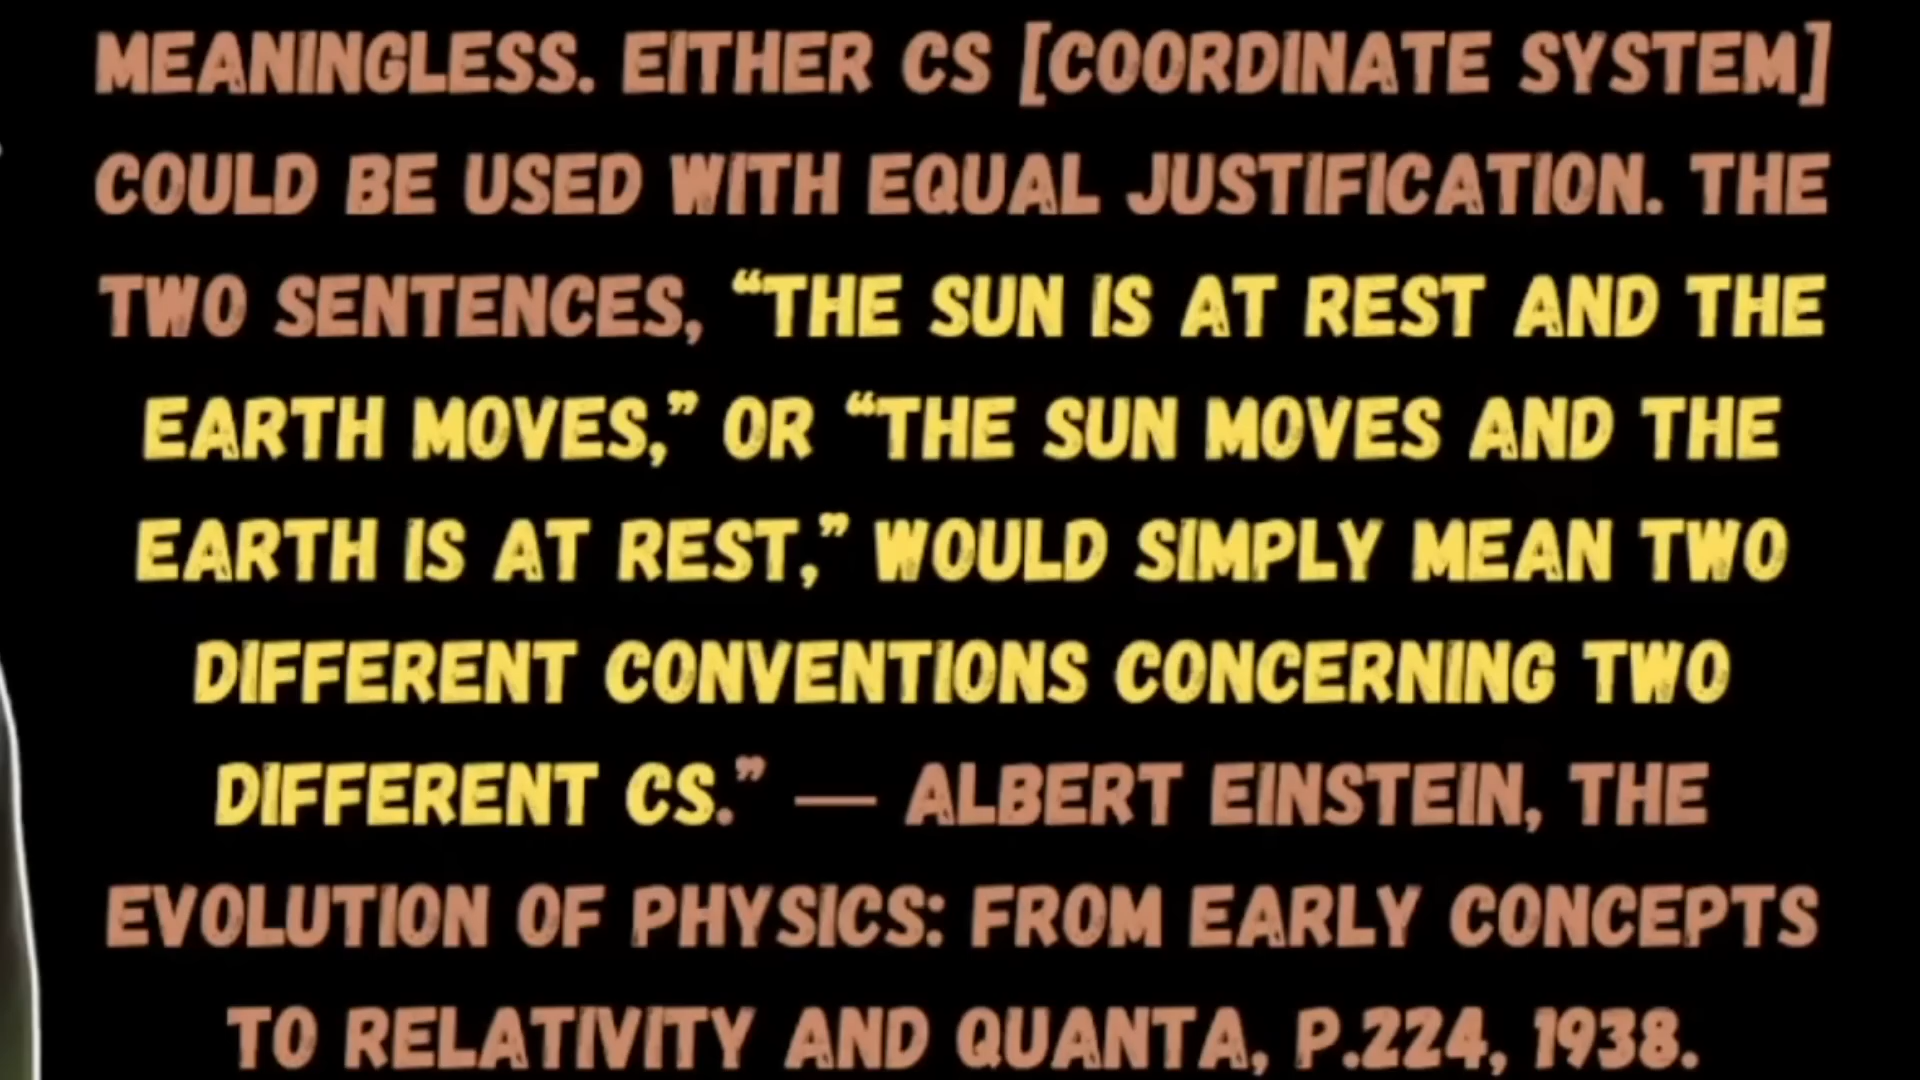 MEANINGLESS. EITHER CS [COORDINATE SYSTEM]
COULD BE USED WITH EQUAL JUSTIFICATION. THE
TWO SENTENCES, “THE SUN IS AT REST AND THE
EARTH MOVES,” OR “THE SUN MOVES AND THE
EARTH IS AT REST,” WOULD SIMPLY MEAN TWO
DIFFERENT CONVENTIONS CONCERNING TWO
DIFFERENT CS.” — ALBERT EINSTEIN, THE
EVOLUTION OF PHYSICS: FROM EARLY CONCEPTS
TO RELATIVITY AND QUANTA, P.224, 1938.